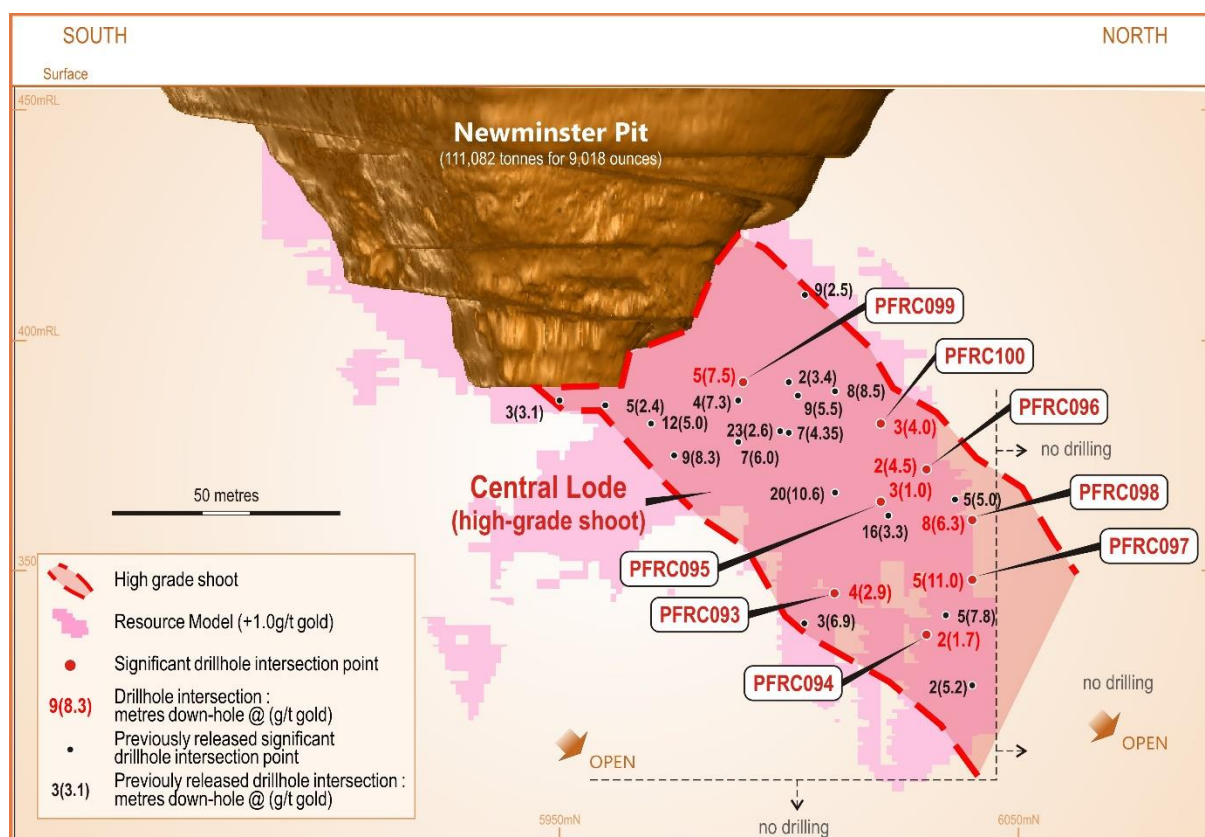 SOUTH
NORTH
Surface
450mRL
Newminster Pit
(111,082 tonnes for 9,018 ounces)
9(2.5)
PFRC099
400mRL
PFRC100
5(7.5)
2(3.4)
8(8.5)
4(7.3)
9(5.5)
3(3.1)
5(2.4)
PFRC096
12(5.0)
23(2.6)
7(4.35)
3(4.0)
no drilling
9(8.3)
7(6.0)
2(4.5)
Central Lode
(high-grade shoot)
20(10.6)
3(1.0)
5(5.0)
PFRC098
50 metres
16(3.3)
8(6.3)
PFRC097
PFRC095
350
5(11.0)
PFRC093
4(2.9)
3(6.9)
5(7.8)
2(1.7)
PFRC094
2(5.2)
no drilling
OPEN
OPEN
no drilling
5950mN
6050mN
High grade shoot
Resource Model (+1.0g/t gold)
Significant drillhole intersection point
9(8.3)
Drillhole intersection :
metres down-hole @ (g/t gold)
Previously released significant
drillhole intersection point
3(3.1)
Previouly released drillhole intersection :
metres down-hole @ (g/t gold)